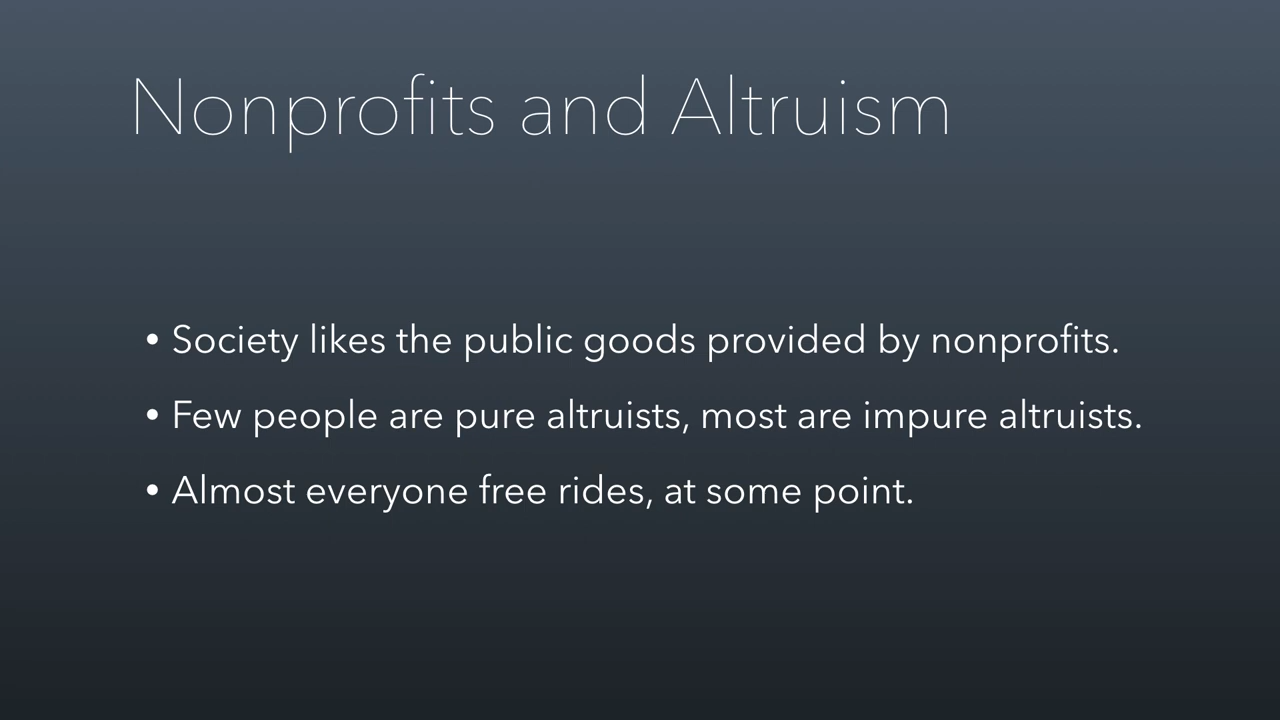 Nonprofits and Altruism
• Society likes the public goods provided by nonprofits.
• Few people are pure altruists, most are impure altruists.
• Almost everyone free rides, at some point.